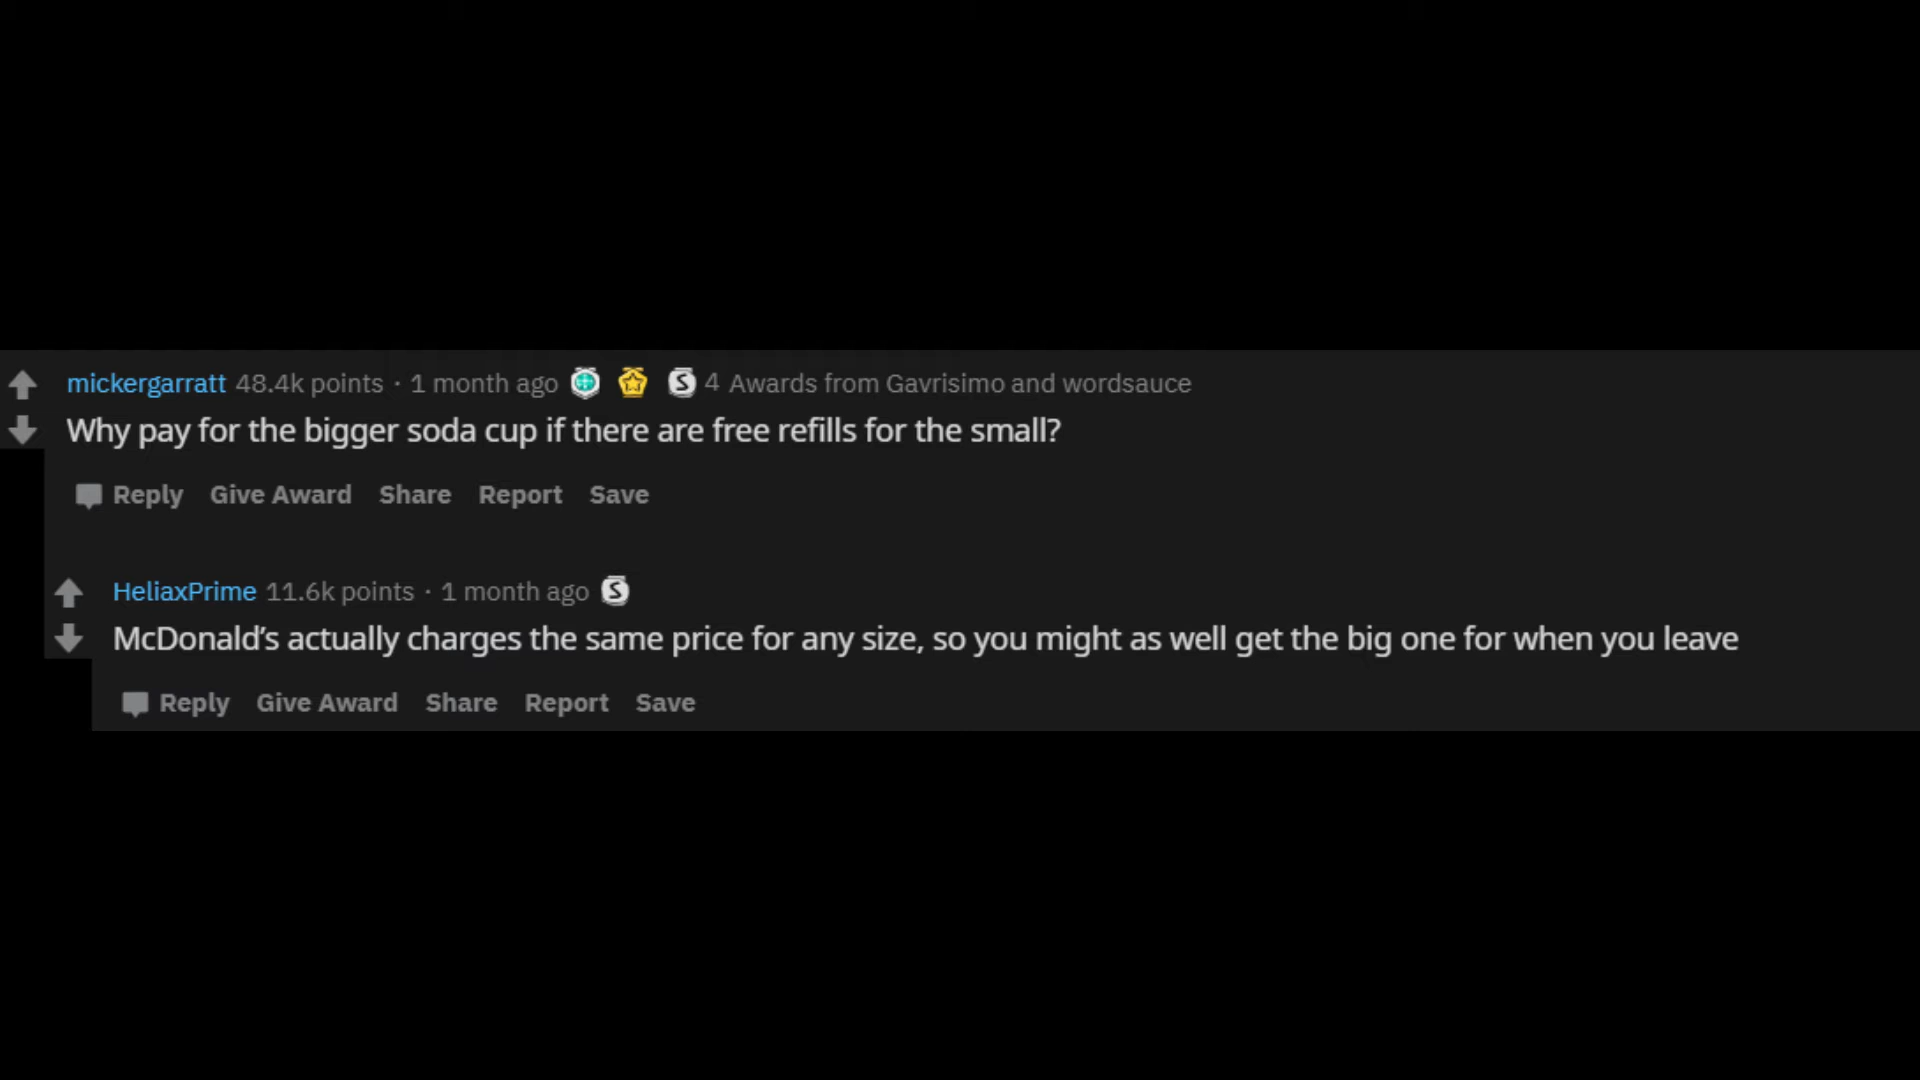 mickergarratt 48.4k points · 1 month ago S 4 Awards from Gavrisimo and wordsauce
Why pay for the bigger soda cup if there are free refills for the small?
Reply Give Award Share Report Save
HeliaxPrime 11.6k points · 1 month ago S
McDonald's actually charges the same price for any size, so you might as well get the big one for when you leave
Reply Give Award Share Report Save